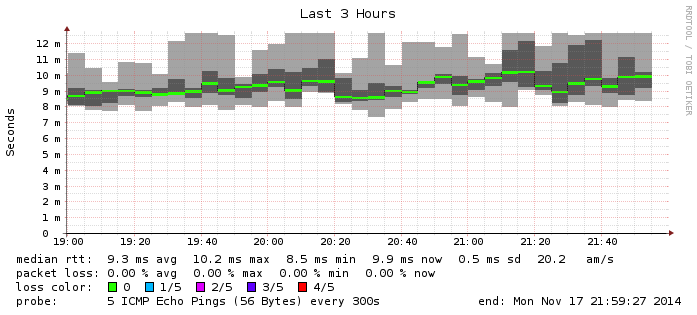 Last 3 Hours
RRDTOOL / TOBI OETIKER
Seconds
12 m
11 m
10 m
9 m
8 m
7 m
6 m
5 m
4 m
3 m
2 m
1 m
0
19:00 19:20 19:40 20:00 20:20 20:40 21:00 21:20 21:40
median rtt: 9.3 ms avg 10.2 ms max 8.5 ms min 9.9 ms now 0.5 ms sd 20.2 am/s
packet loss: 0.00 % avg 0.00 % max 0.00 % min 0.00 % now
loss color: 0 1/5 2/5 3/5 4/5
probe: 5 ICMP Echo Pings (56 Bytes) every 300s end: Mon Nov 17 21:59:27 2014